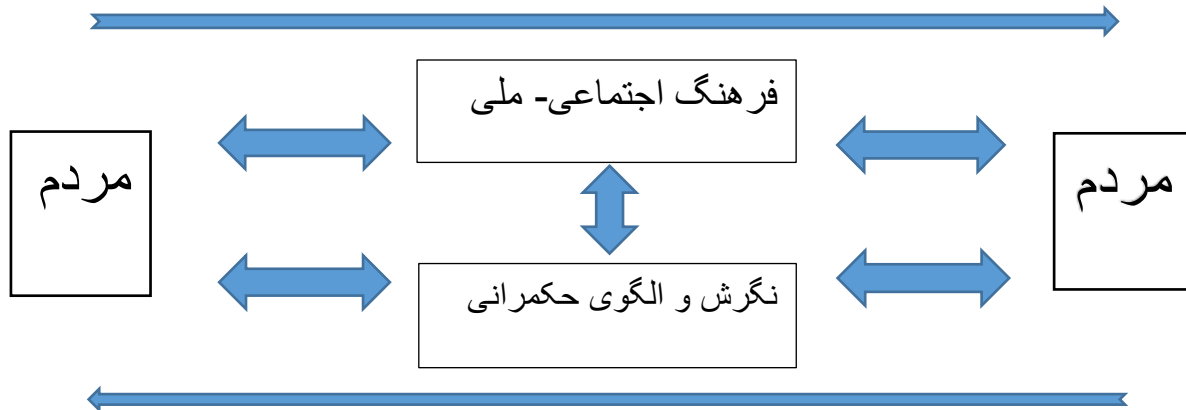 مردم
فرهنگ اجتماعی- ملی
نگرش و الگوی حکمرانی
مردم